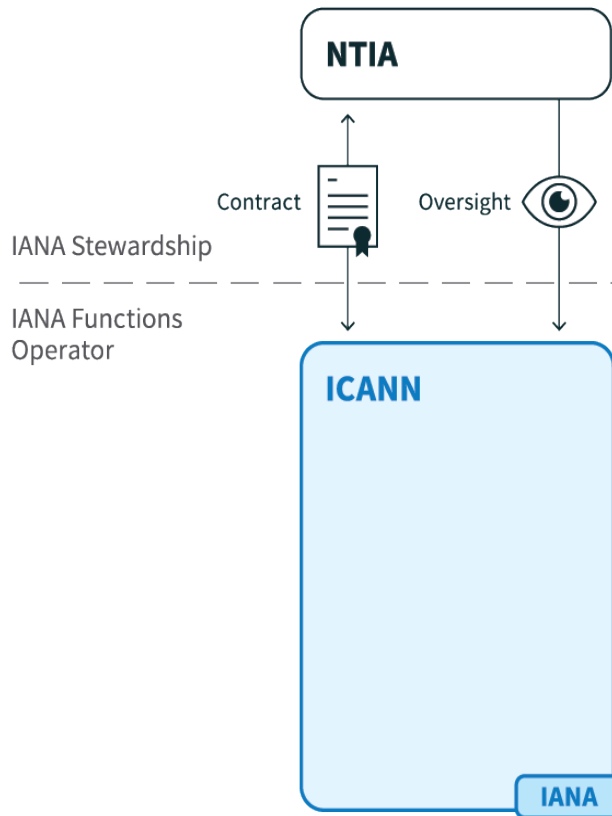 NTIA
Contract
Oversight
IANA Stewardship
IANA Functions
Operator
ICANN
IANA